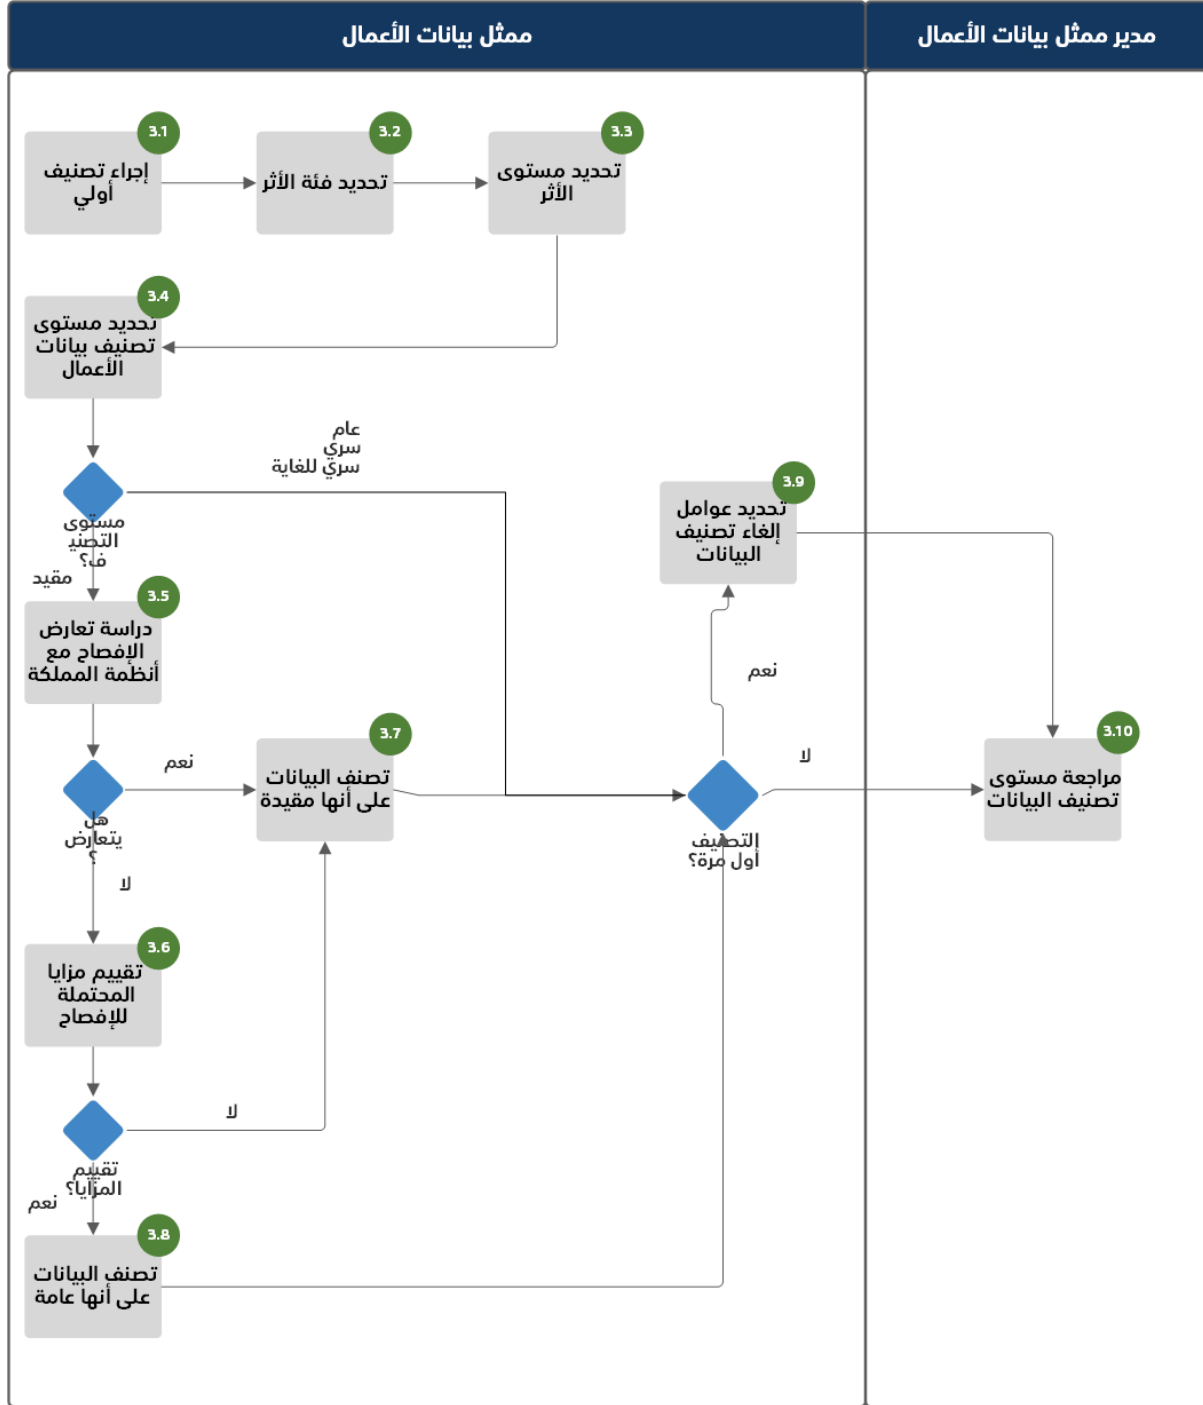 ممثل بيانات الأعمال
مدير ممثل بيانات الأعمال
3.1
إجراء تصنيف
أولي
3.2
تحديد فئة الأثر
3.3
تحديد مستوى
الأثر
3.4
تحديد مستوى
تصنيف بيانات
الأعمال
عام
سري
سري للغاية
مستوى
التصني
ف؟
مقيد
3.5
دراسة تعارض
الإفصاح مع
أنظمة المملكة
هل
يتعارض
؟
نعم
لا
3.6
تقييم مزايا
المحتملة
للإفصاح
تقييم
المزايا؟
لا
نعم
3.7
تصنف البيانات
على أنها مقيدة
3.8
تصنف البيانات
على أنها عامة
التصنيف
أول مرة؟
نعم
لا
3.9
تحديد عوامل
إلغاء تصنيف
البيانات
3.10
مراجعة مستوى
تصنيف البيانات